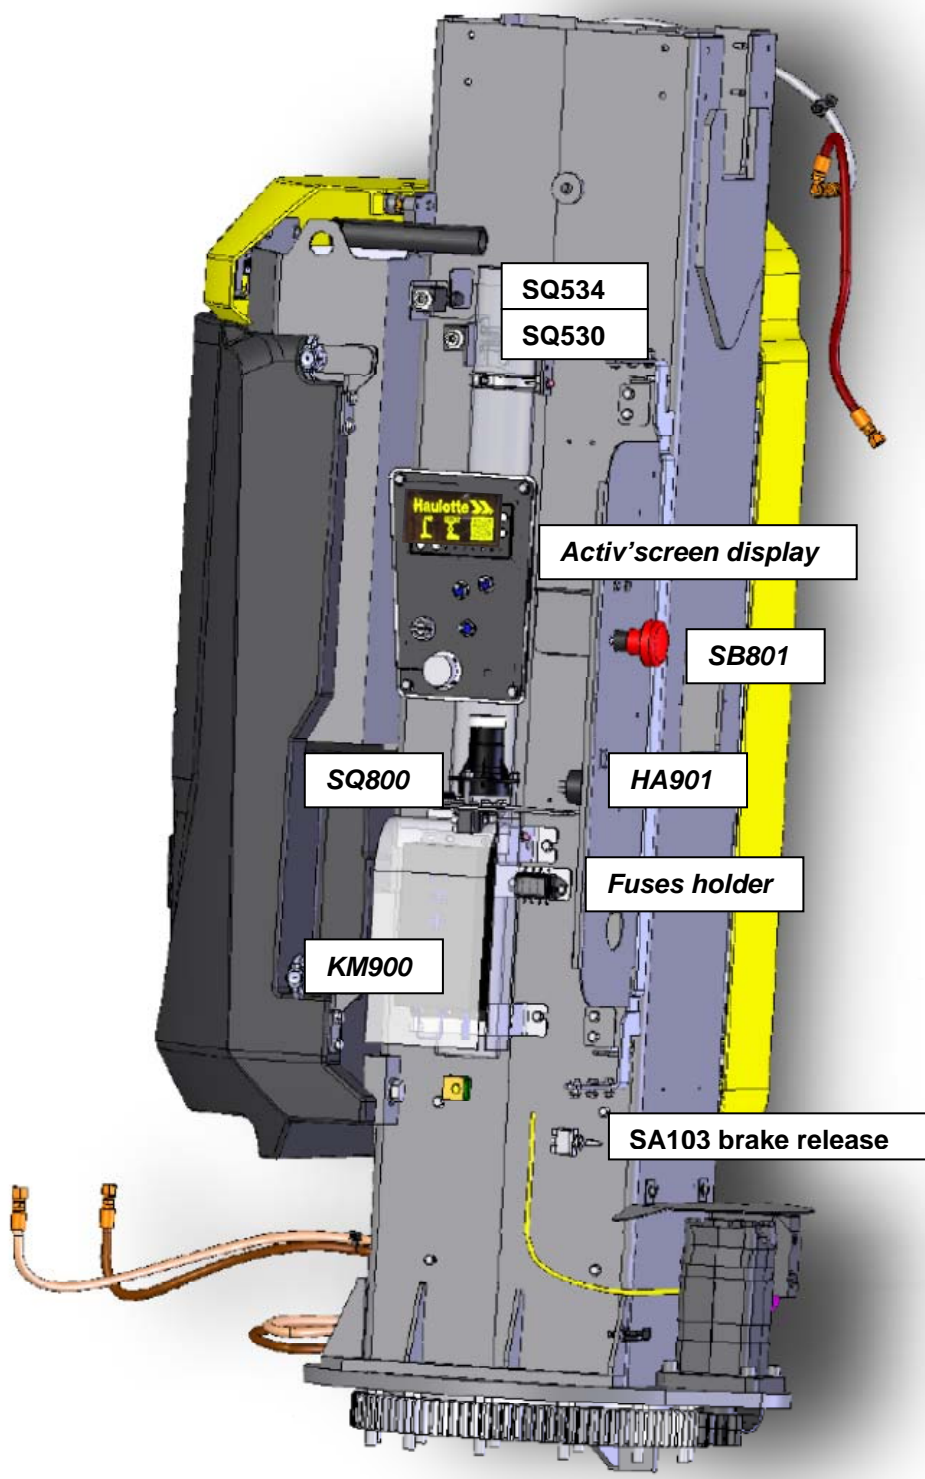 SQ534
SQ530
Haulotte
Activ’screen display
SB801
SQ800
HA901
Fuses holder
KM900
SA103 brake release